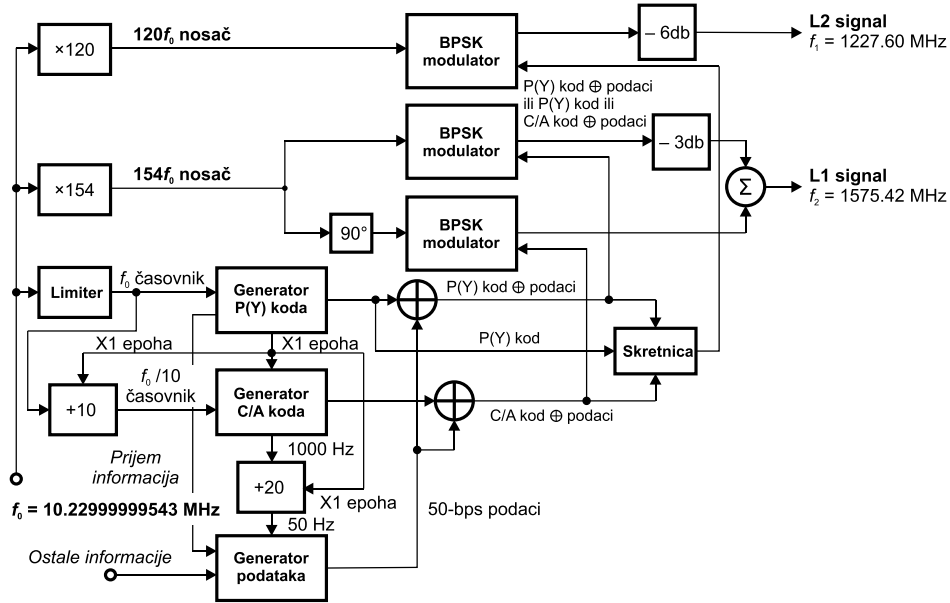 ×120
120f₀ nosač
BPSK
modulator
– 6db
L2 signal
f₁ = 1227.60 MHz
P(Y) kod ⊕ podaci
ili P(Y) kod ili
C/A kod ⊕ podaci
×154
154f₀ nosač
BPSK
modulator
– 3db
Σ
L1 signal
f₂ = 1575.42 MHz
90°
BPSK
modulator
Limiter
f₀ časovnik
Generator
P(Y) koda
P(Y) kod ⊕ podaci
X1 epoha
X1 epoha
P(Y) kod
Skretnica
f₀ /10
časovnik
+10
Generator
C/A koda
C/A kod ⊕ podaci
1000 Hz
Prijem
informacija
+20
X1 epoha
f₀ = 10.22999999543 MHz
50-bps podaci
50 Hz
Ostale informacije
Generator
podataka